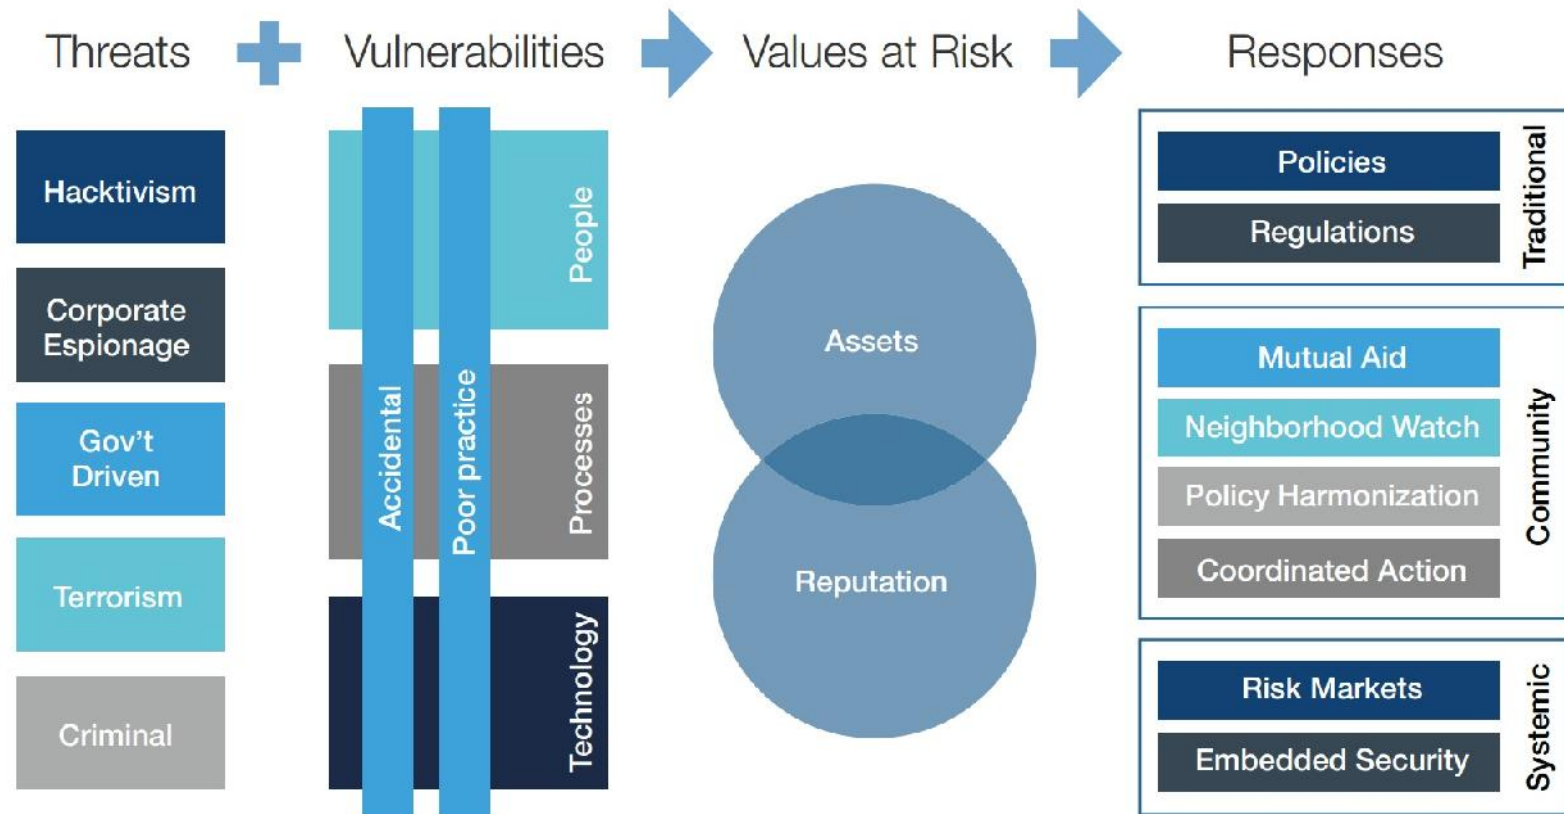 Threats
Vulnerabilities
Values at Risk
Responses
Hacktivism
Corporate
Espionage
Gov't
Driven
Terrorism
Criminal
Accidental
Poor practice
People
Processes
Technology
Assets
Reputation
Policies
Regulations
Traditional
Mutual Aid
Neighborhood Watch
Policy Harmonization
Coordinated Action
Community
Risk Markets
Embedded Security
Systemic